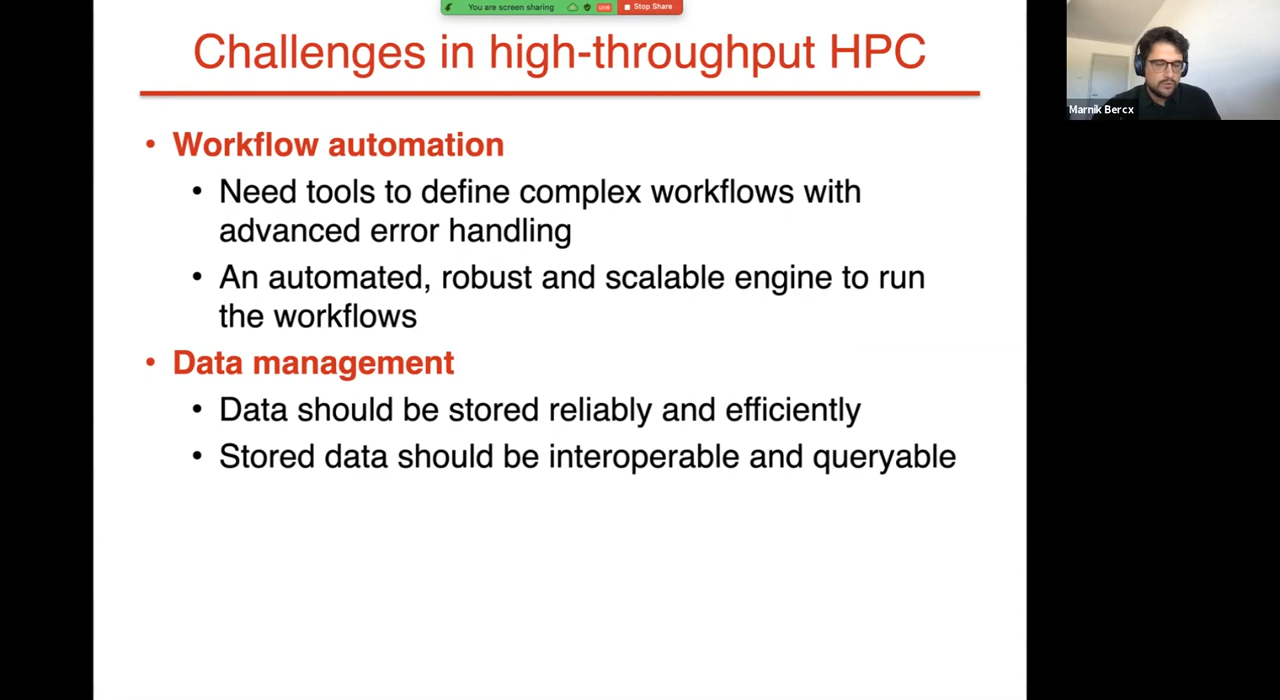 You are screen sharing
LIVE
Stop Share
Challenges in high-throughput HPC
Marnik Bercx
• Workflow automation
• Need tools to define complex workflows with
advanced error handling
• An automated, robust and scalable engine to run
the workflows
• Data management
• Data should be stored reliably and efficiently
• Stored data should be interoperable and queryable